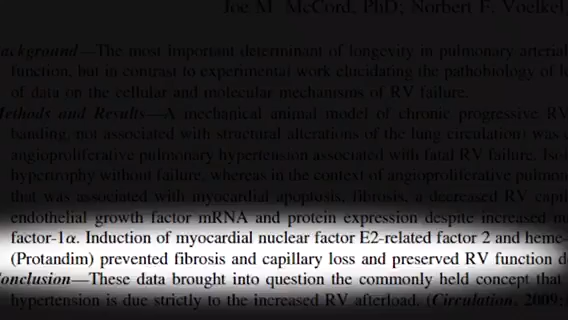 Joe M. McCord, PhD; Norbert F. Voelkel,
ackground—The most important determinant of longevity in pulmonary arterial
function, but in contrast to experimental work elucidating the pathobiology of
of data on the cellular and molecular mechanisms of RV failure.
Methods and Results—A mechanical animal model of chronic progressive RV
banding, not associated with structural alterations of the lung circulation) was
angioproliferative pulmonary hypertension associated with fatal RV failure.
hypertrophy without failure, whereas in the context of angioproliferative
that was associated with myocardial apoptosis, fibrosis, a decreased RV
endothelial growth factor mRNA and protein expression despite increased
factor-1α. Induction of myocardial nuclear factor E2-related factor 2 and heme-
(Protandim) prevented fibrosis and capillary loss and preserved RV function
Conclusion—These data brought into question the commonly held concept that
hypertension is due strictly to the increased RV afterload. (Circulation. 2009;